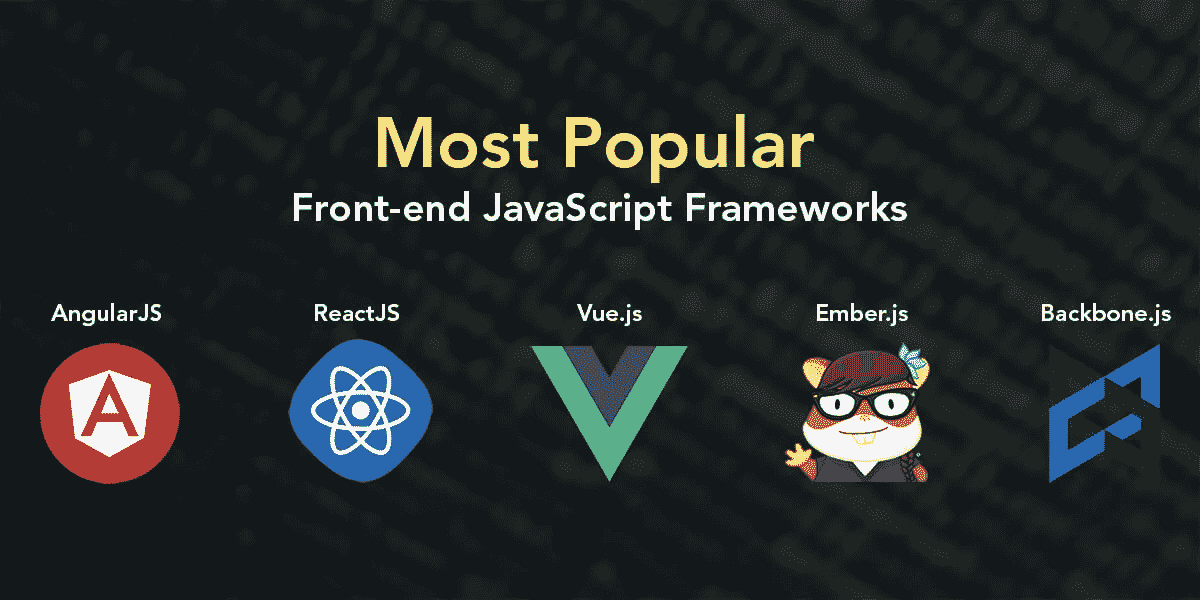 Most Popular
Front-end JavaScript Frameworks
AngularJS
ReactJS
Vue.js
Ember.js
Backbone.js
A